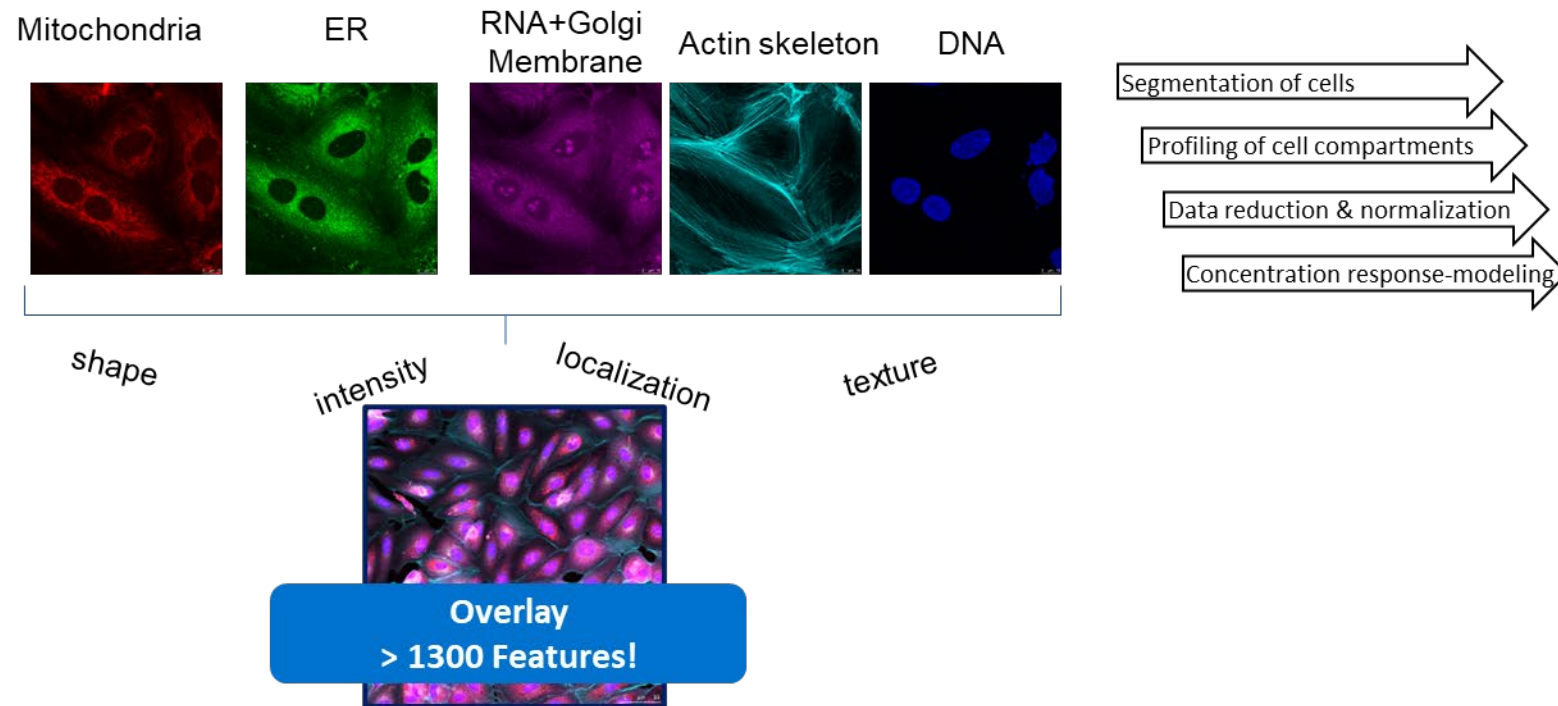 Mitochondria
ER
RNA+Golgi
Membrane
Actin skeleton
DNA
Segmentation of cells
Profiling of cell compartments
Data reduction & normalization
Concentration response-modeling
shape
intensity
localization
texture
Overlay
> 1300 Features!